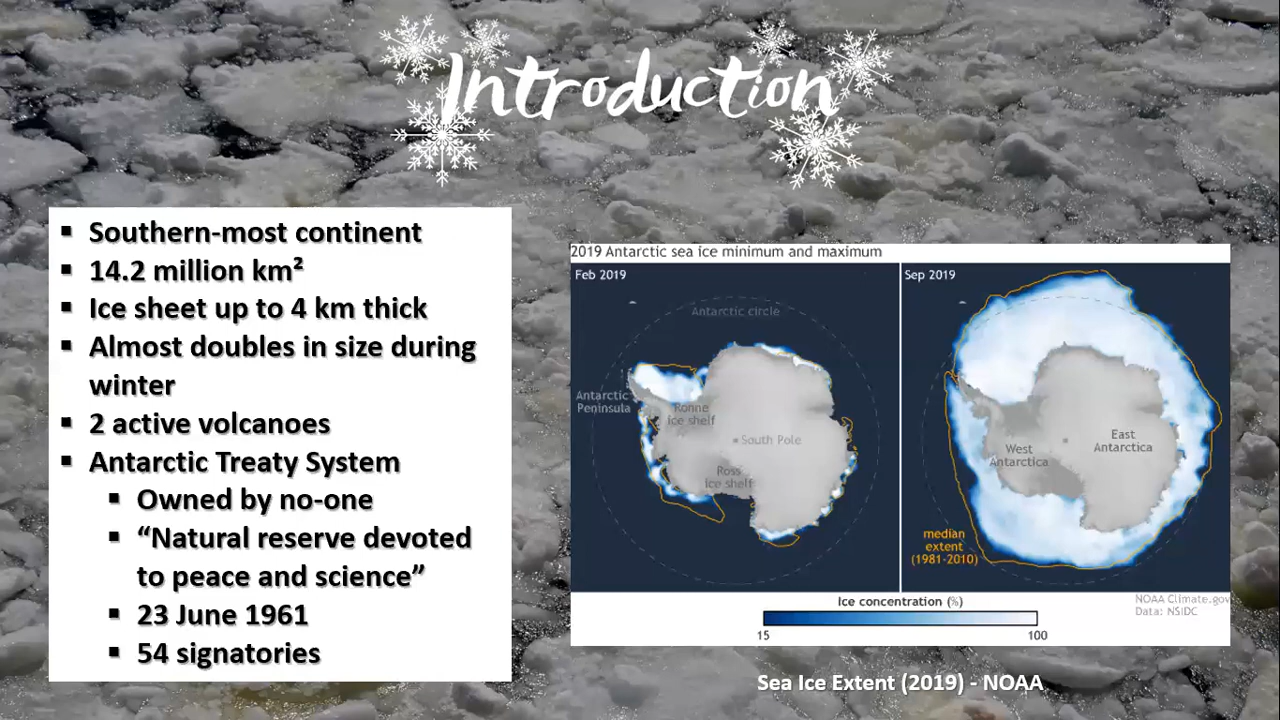 Introduction
▪ Southern-most continent
▪ 14.2 million km²
▪ Ice sheet up to 4 km thick
▪ Almost doubles in size during
winter
▪ 2 active volcanoes
▪ Antarctic Treaty System
▪ Owned by no-one
▪ “Natural reserve devoted
to peace and science”
▪ 23 June 1961
▪ 54 signatories
2019 Antarctic sea ice minimum and maximum
Feb 2019
Antarctic circle
Antarctic
Peninsula
Ronne
ice shelf
South Pole
Ross
ice shelf
Sep 2019
West
Antarctica
East
Antarctica
median
extent
(1981-2010)
Ice concentration (%)
15
100
NOAA Climate.gov
Data: NSIDC
Sea Ice Extent (2019) - NOAA